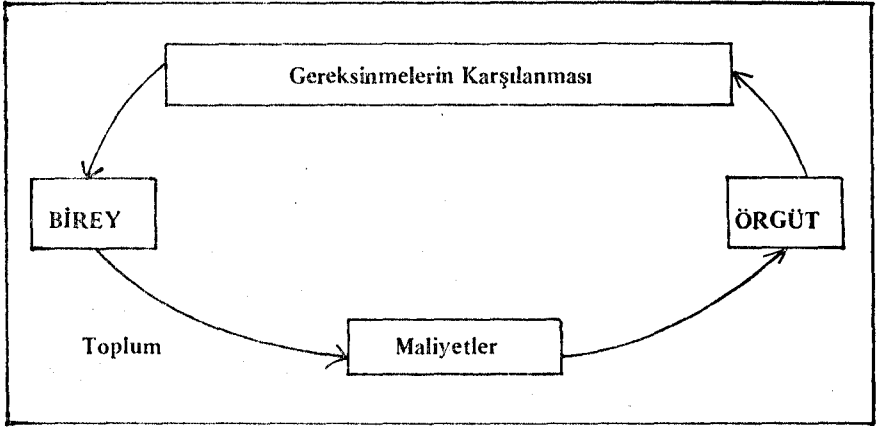 Gereksinmelerin Karşılanması
BİREY
ÖRGÜT
Toplum
Maliyetler